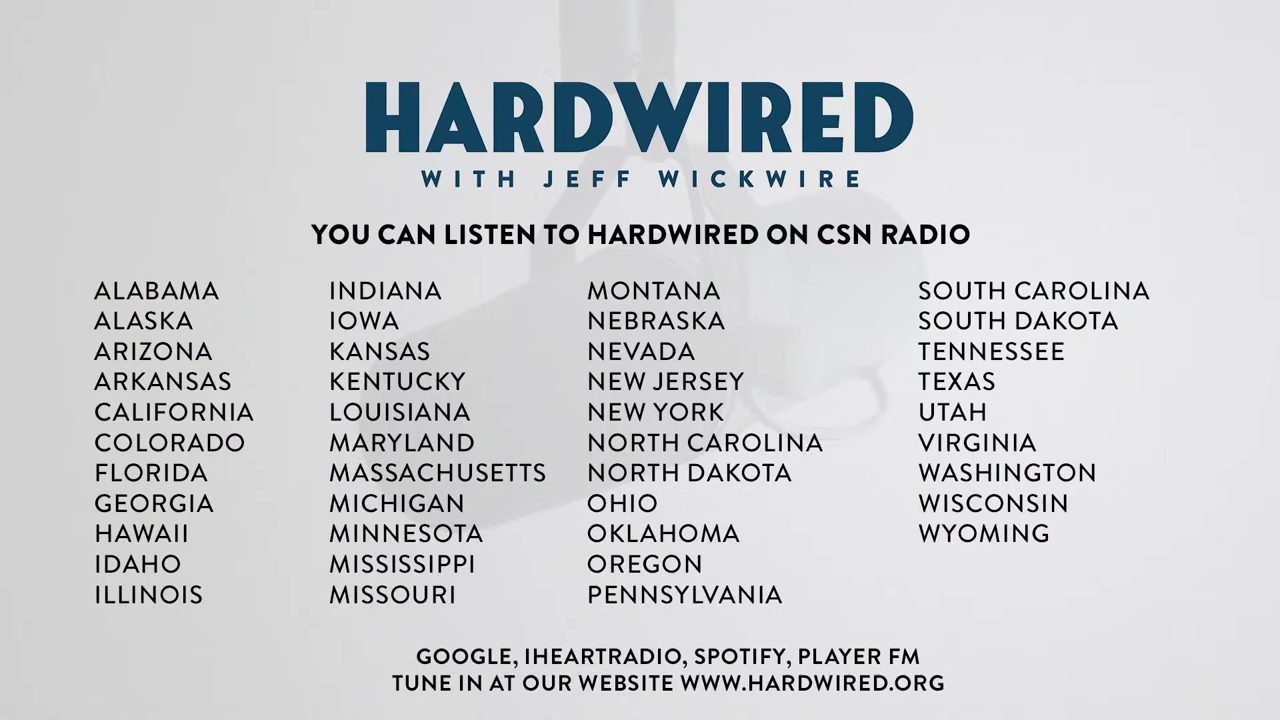 HARDWIRED
WITH JEFF WICKWIRE
YOU CAN LISTEN TO HARDWIRED ON CSN RADIO
ALABAMA
ALASKA
ARIZONA
ARKANSAS
CALIFORNIA
COLORADO
FLORIDA
GEORGIA
HAWAII
IDAHO
ILLINOIS
INDIANA
IOWA
KANSAS
KENTUCKY
LOUISIANA
MARYLAND
MASSACHUSETTS
MICHIGAN
MINNESOTA
MISSISSIPPI
MISSOURI
MONTANA
NEBRASKA
NEVADA
NEW JERSEY
NEW YORK
NORTH CAROLINA
NORTH DAKOTA
OHIO
OKLAHOMA
OREGON
PENNSYLVANIA
SOUTH CAROLINA
SOUTH DAKOTA
TENNESSEE
TEXAS
UTAH
VIRGINIA
WASHINGTON
WISCONSIN
WYOMING
GOOGLE, IHEARTRADIO, SPOTIFY, PLAYER FM
TUNE IN AT OUR WEBSITE WWW.HARDWIRED.ORG